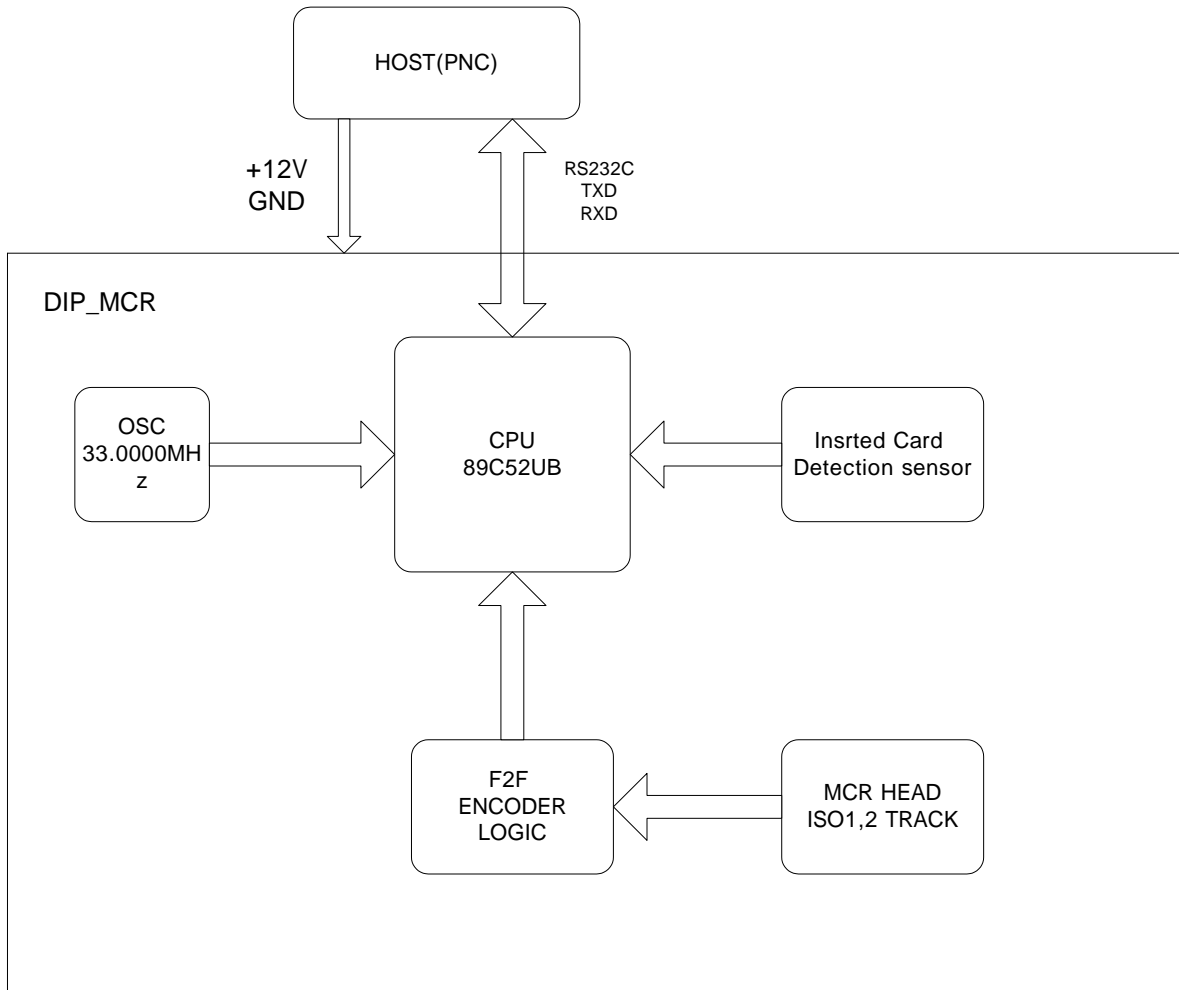 HOST(PNC)
+12V
GND
RS232C
TXD
RXD
DIP_MCR
OSC
33.0000MH
z
CPU
89C52UB
Insrted Card
Detection sensor
F2F
ENCODER
LOGIC
MCR HEAD
ISO1,2 TRACK